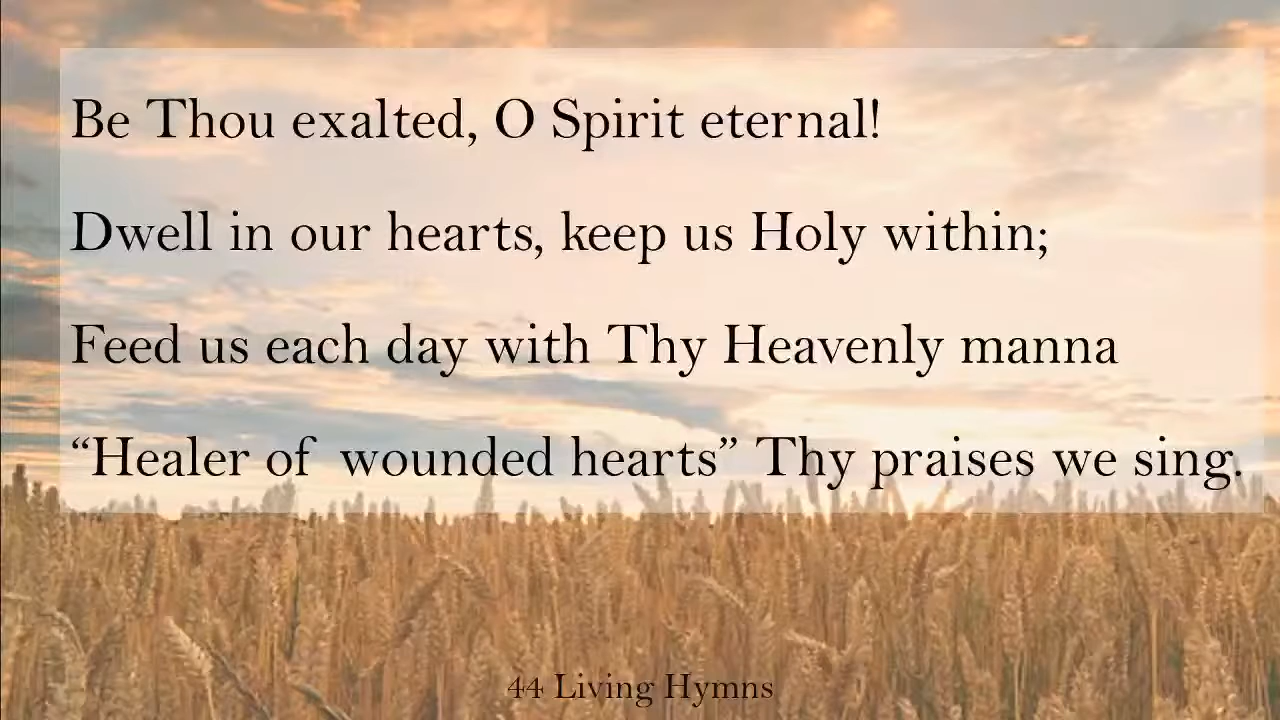 Be Thou exalted, O Spirit eternal!
Dwell in our hearts, keep us Holy within;
Feed us each day with Thy Heavenly manna
“Healer of wounded hearts” Thy praises we sing.
44 Living Hymns